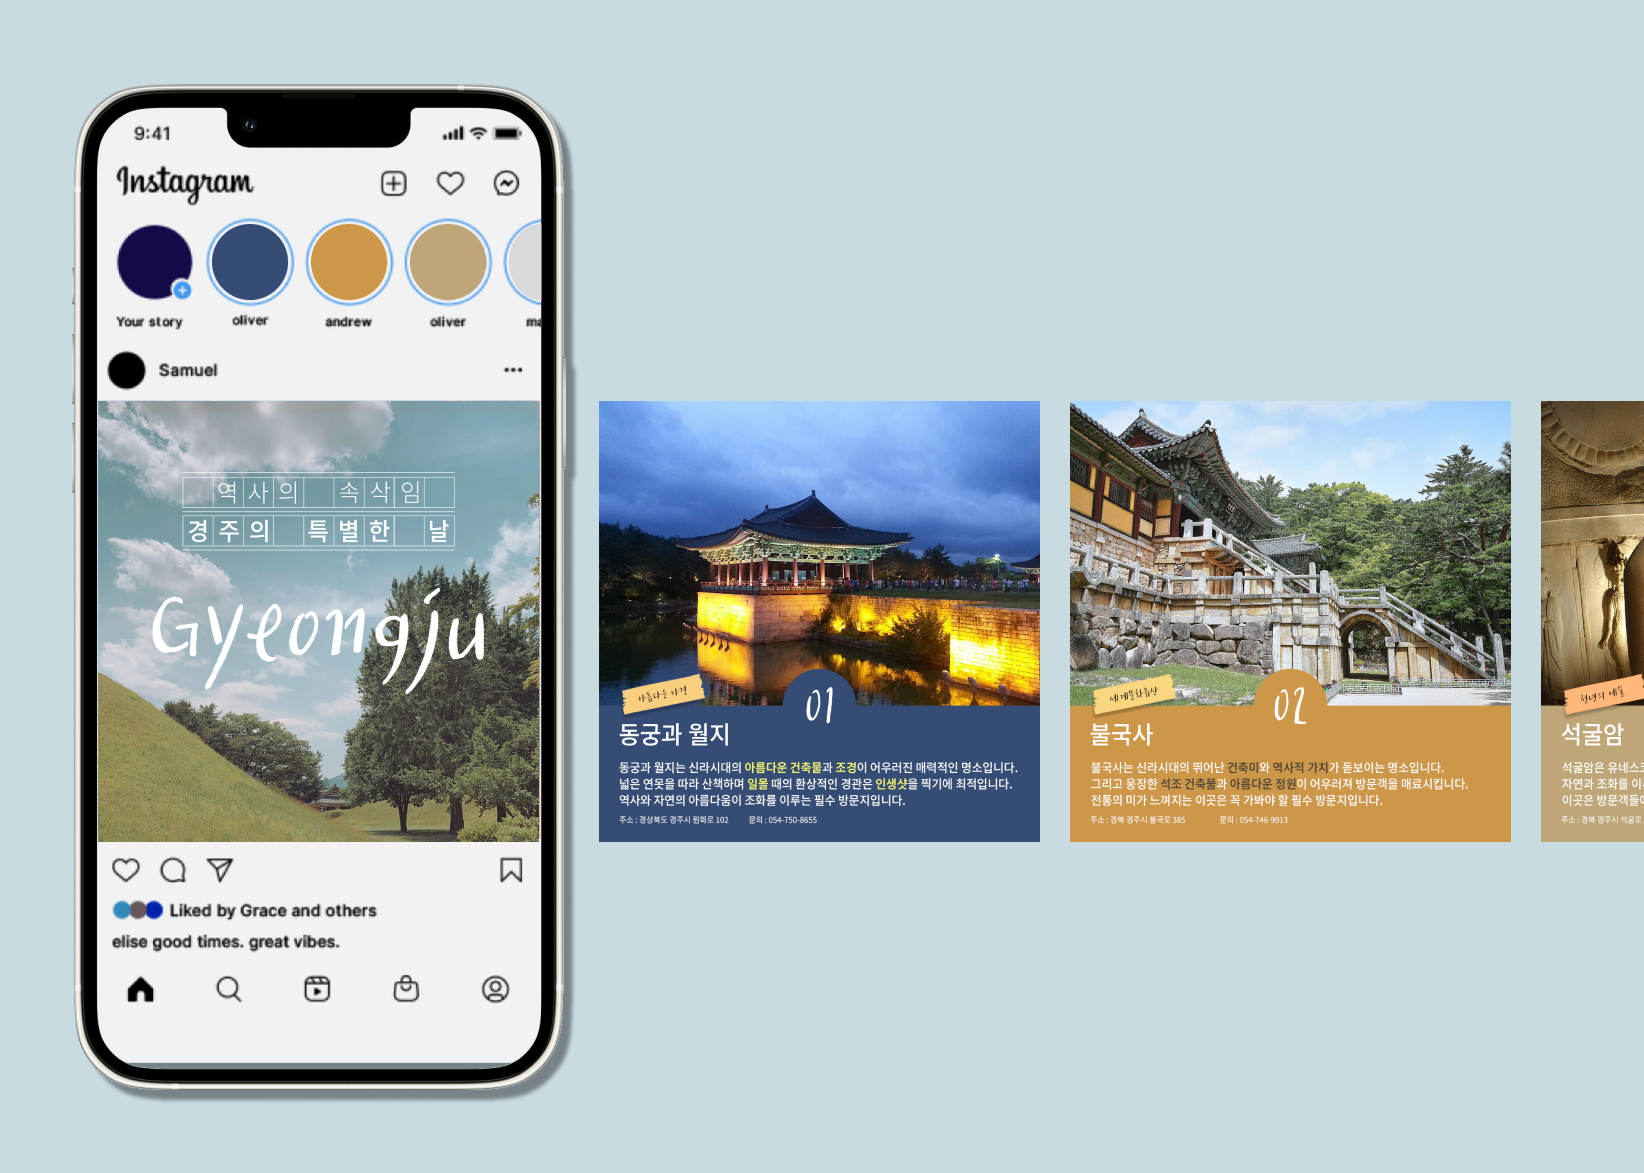 9:41
Instagram
Your story
oliver
andrew
oliver
Samuel
역사의 속삭임
경주의 특별한 날
Gyeongju
Liked by Grace and others
elise good times. great vibes.
아름다운 야경
01
동궁과 월지
동궁과 월지는 신라시대의 아름다운 건축물과 조경이 어우러진 매력적인 명소입니다.
넓은 연못을 따라 산책하며 일몰 때의 환상적인 경관은 인생샷을 찍기에 최적입니다.
역사와 자연의 아름다움이 조화를 이루는 필수 방문지입니다.
주소 : 경상북도 경주시 원화로 102 문의 : 054-750-8655
세계문화유산
02
불국사
불국사는 신라시대의 뛰어난 건축미와 역사적 가치가 돋보이는 명소입니다.
그리고 웅장한 석조 건축물과 아름다운 정원이 어우러져 방문객을 매료시킵니다.
전통의 미가 느껴지는 이곳은 꼭 가봐야 할 필수 방문지입니다.
주소 : 경북 경주시 불국로 385 문의 : 054-746-9913
천년의 예술
석굴암
석굴암은
자연과 조화를
이곳은
주소 : 경북 경주시 석굴로